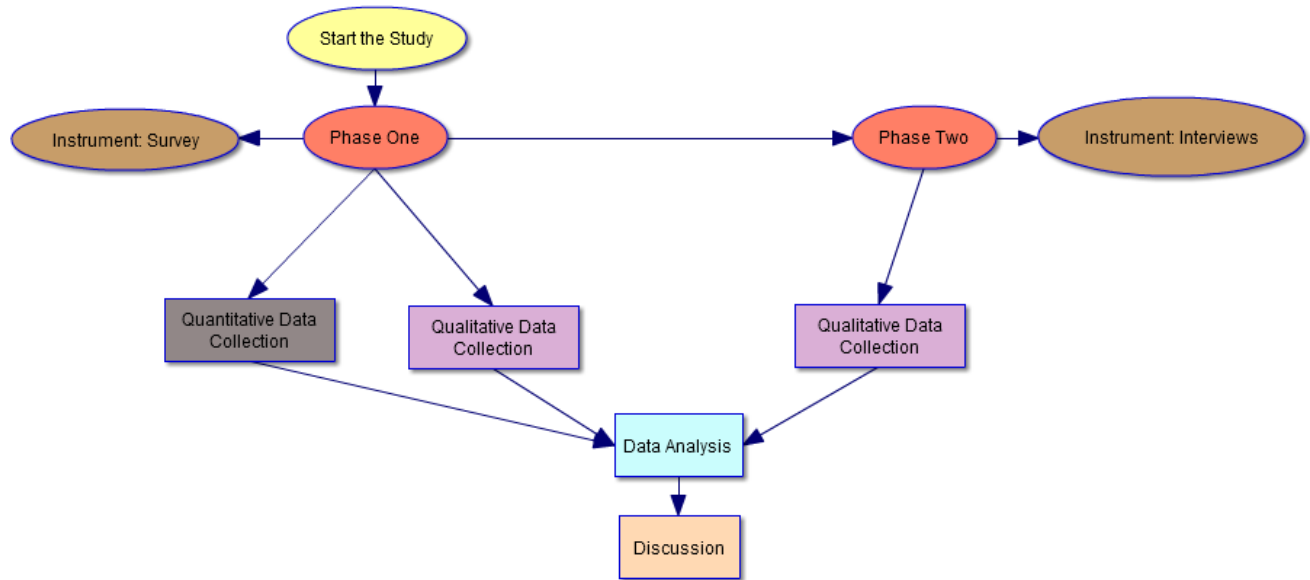 Start the Study
Instrument: Survey
Phase One
Phase Two
Instrument: Interviews
Quantitative Data
Collection
Qualitative Data
Collection
Qualitative Data
Collection
Data Analysis
Discussion